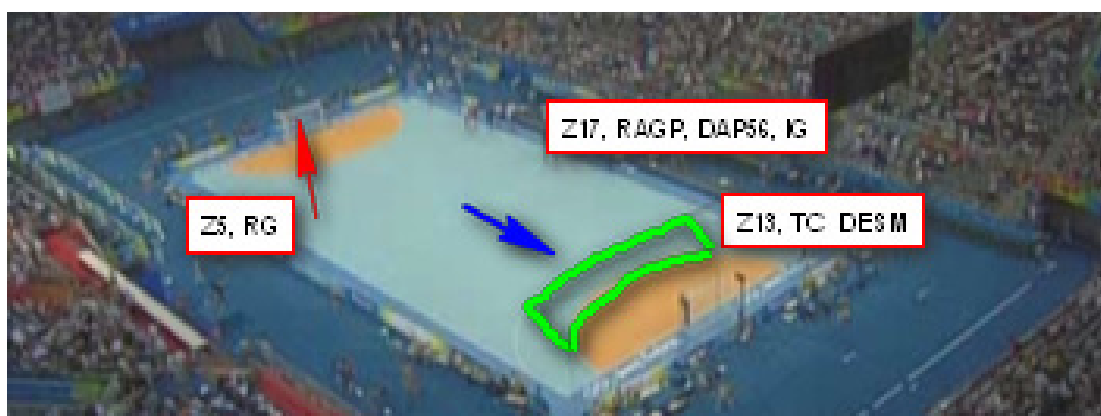 Z17, RAGP, DAP56, IG
Z5, RG
Z13, TC DESM